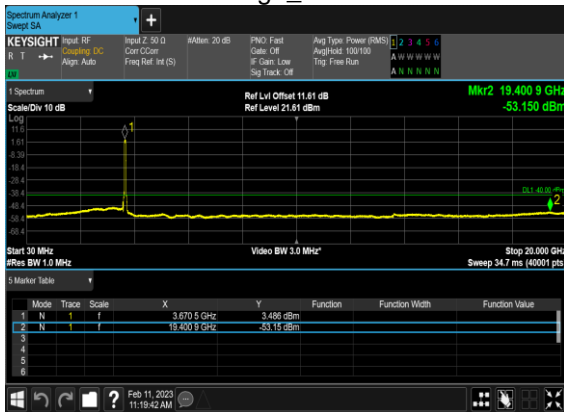 Spectrum Analyzer 1
Swept SA
+
KEYSIGHT Input: RF Input Z: 50 Ω #Atten: 20 dB PNO: Fast Avg Type: Power (RMS) 1 2 3 4 5 6
R T Coupling: DC Corr CCorr Gate: Off Avg|Hold: 100/100 A W W W W W
Align: Auto Freq Ref: Int (S) IF Gain: Low Trig: Free Run
Sig Track: Off A N N N N N
1 Spectrum Ref Lvl Offset 11.61 dB Mkr2 19.400 9 GHz
Scale/Div 10 dB Ref Level 21.61 dBm -53.150 dBm
Log
11.6
1.61
-8.39
-18.4
-28.4
-38.4
-48.4
-58.4
-68.4
1
DL1 -40.00 dBm
2
Start 30 MHz Video BW 3.0 MHz* Stop 20.000 GHz
#Res BW 1.0 MHz Sweep 34.7 ms (40001 pts)
5 Marker Table
Mode Trace Scale X Y Function Function Width Function Value
1 N 1 f 3.670 5 GHz 3.486 dBm
2 N 1 f 19.400 9 GHz -53.15 dBm
3
4
5
6
? Feb 11, 2023
11:19:42 AM